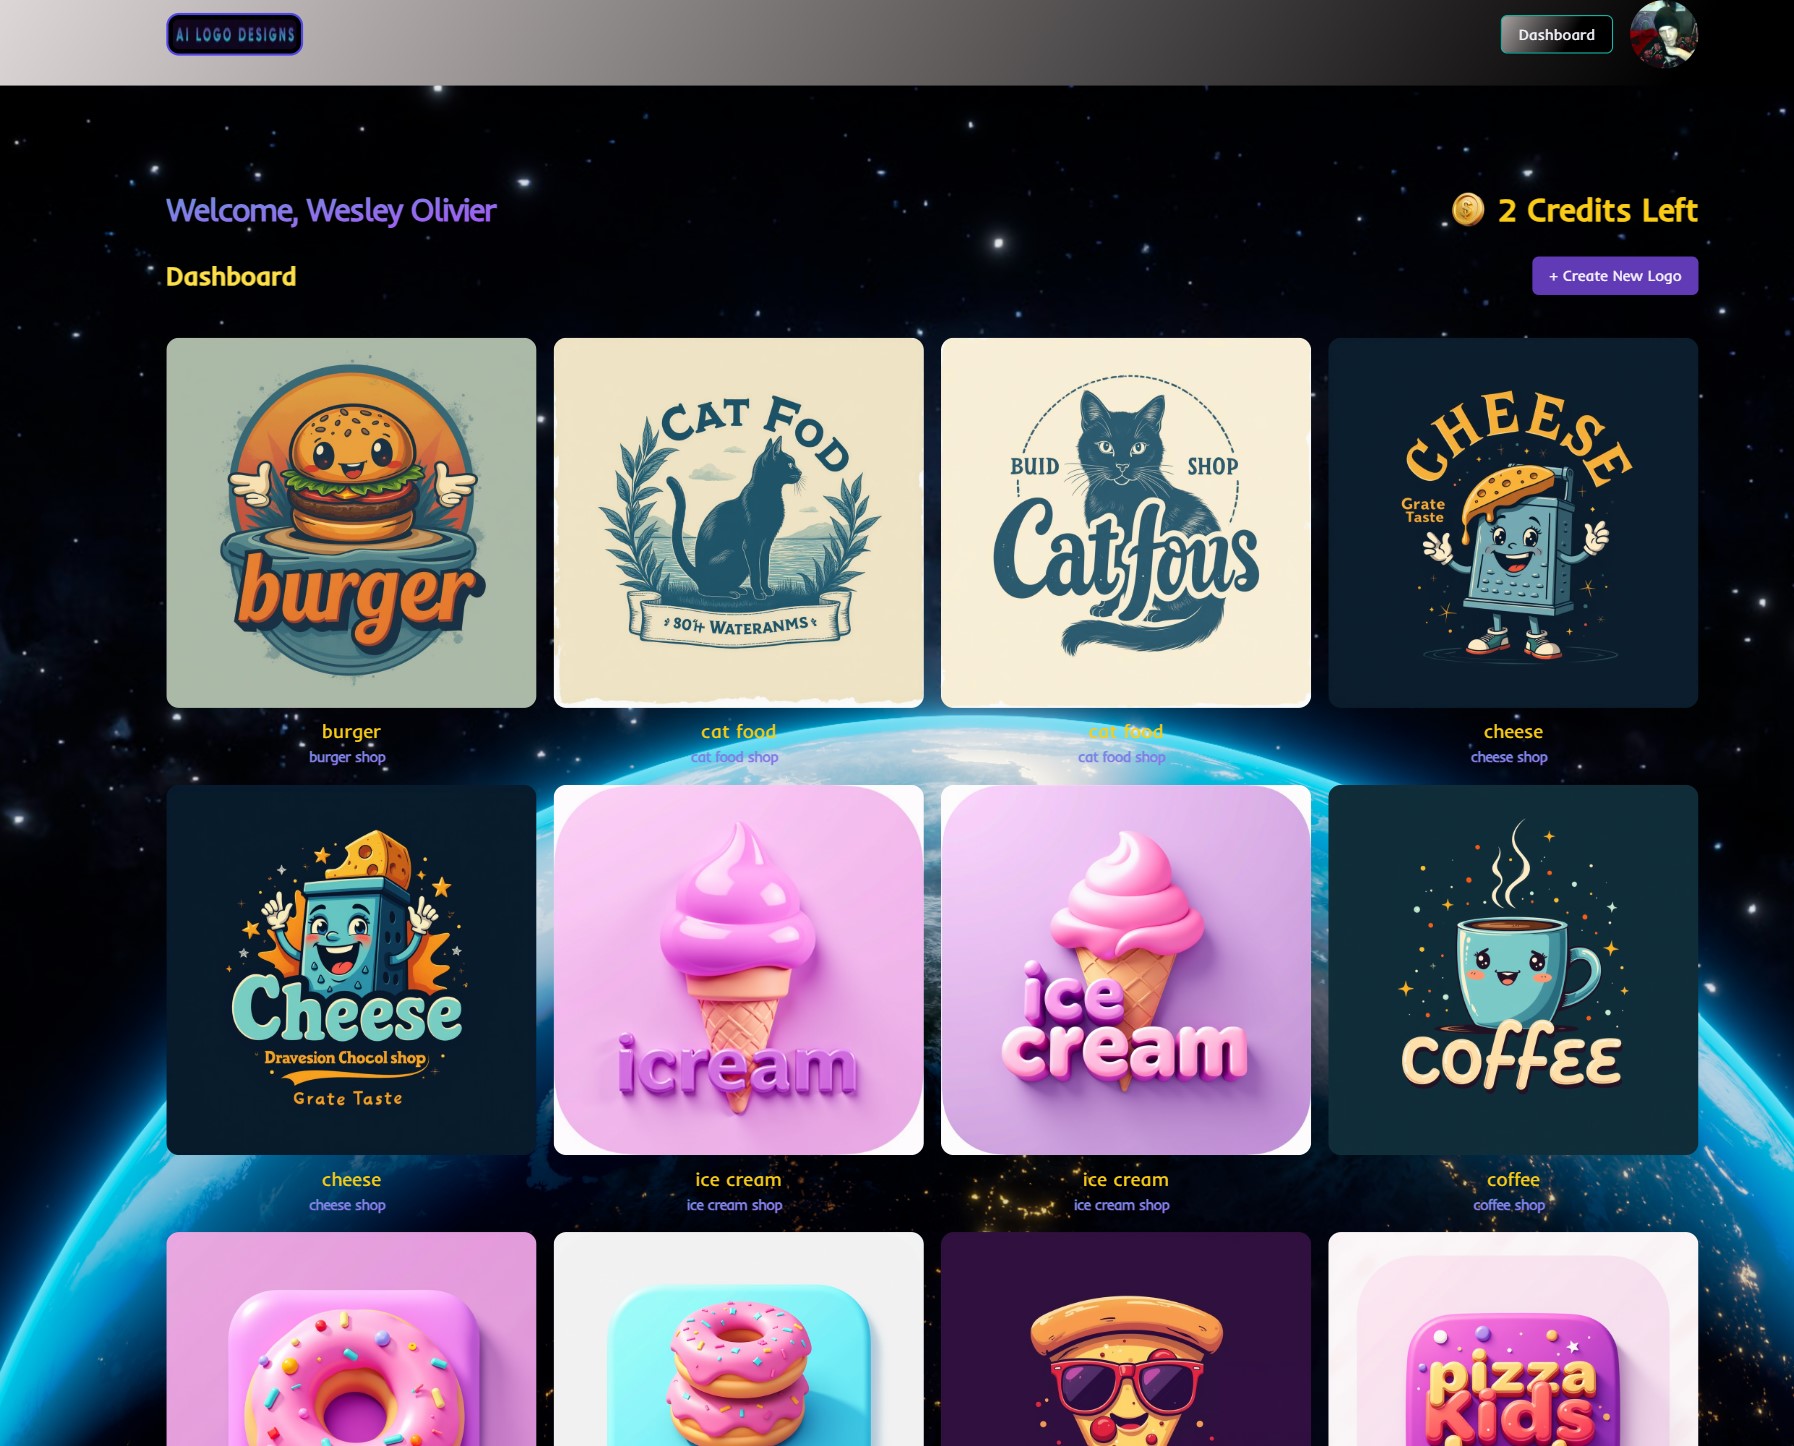 AI LOGO DESIGNS
Dashboard
Welcome, Wesley Olivier
2 Credits Left
Dashboard
+ Create New Logo
burger
CAT FOD
80H WATERANMS
BUID SHOP
Catfous
CHEESE
Grate
Taste
burger
cat food
cat food
cheese
burger shop
cat food shop
cat food shop
cheese shop
Cheese
Dravesion Chocol shop
Grate Taste
icream
ice
cream
coffee
cheese
ice cream
ice cream
coffee
cheese shop
ice cream shop
ice cream shop
coffee shop
pizza
Kids